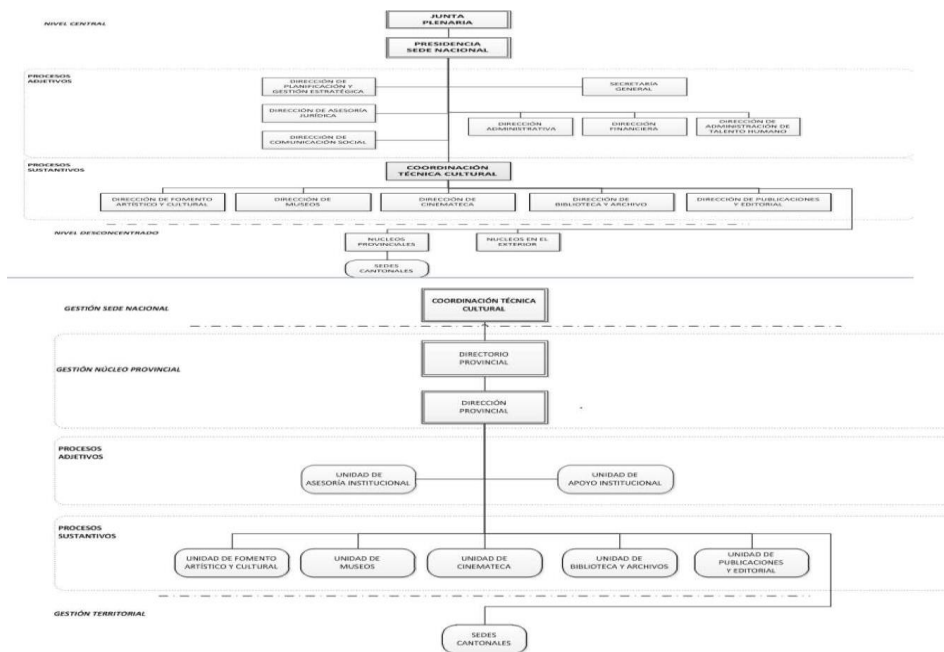 NIVEL CENTRAL
JUNTA
PLENARIA
PRESIDENCIA
SEDE NACIONAL
PROCESOS
ADJETIVOS
DIRECCIÓN DE
PLANIFICACIÓN Y
GESTIÓN ESTRATÉGICA
SECRETARÍA
GENERAL
DIRECCIÓN DE ASESORÍA
JURÍDICA
DIRECCIÓN
ADMINISTRATIVA
DIRECCIÓN
FINANCIERA
DIRECCIÓN DE
ADMINISTRACIÓN DE
TALENTO HUMANO
DIRECCIÓN DE
COMUNICACIÓN SOCIAL
PROCESOS
SUSTANTIVOS
COORDINACIÓN
TÉCNICA CULTURAL
DIRECCIÓN DE FOMENTO
ARTÍSTICO Y CULTURAL
DIRECCIÓN DE
MUSEOS
DIRECCIÓN DE
CINEMATECA
DIRECCIÓN DE
BIBLIOTECA Y ARCHIVO
DIRECCIÓN DE PUBLICACIONES
Y EDITORIAL
NIVEL DESCONCENTRADO
NUCLEOS
PROVINCIALES
NUCLEOS EN EL
EXTERIOR
SEDES
CANTONALES
GESTIÓN SEDE NACIONAL
COORDINACIÓN TÉCNICA
CULTURAL
GESTIÓN NÚCLEO PROVINCIAL
DIRECTORIO
PROVINCIAL
DIRECCIÓN
PROVINCIAL
PROCESOS
ADJETIVOS
UNIDAD DE
ASESORÍA INSTITUCIONAL
UNIDAD DE
APOYO INSTITUCIONAL
PROCESOS
SUSTANTIVOS
UNIDAD DE FOMENTO
ARTÍSTICO Y CULTURAL
UNIDAD DE
MUSEOS
UNIDAD DE
CINEMATECA
UNIDAD DE
BIBLIOTECA Y ARCHIVOS
UNIDAD DE
PUBLICACIONES
Y EDITORIAL
GESTIÓN TERRITORIAL
SEDES
CANTONALES